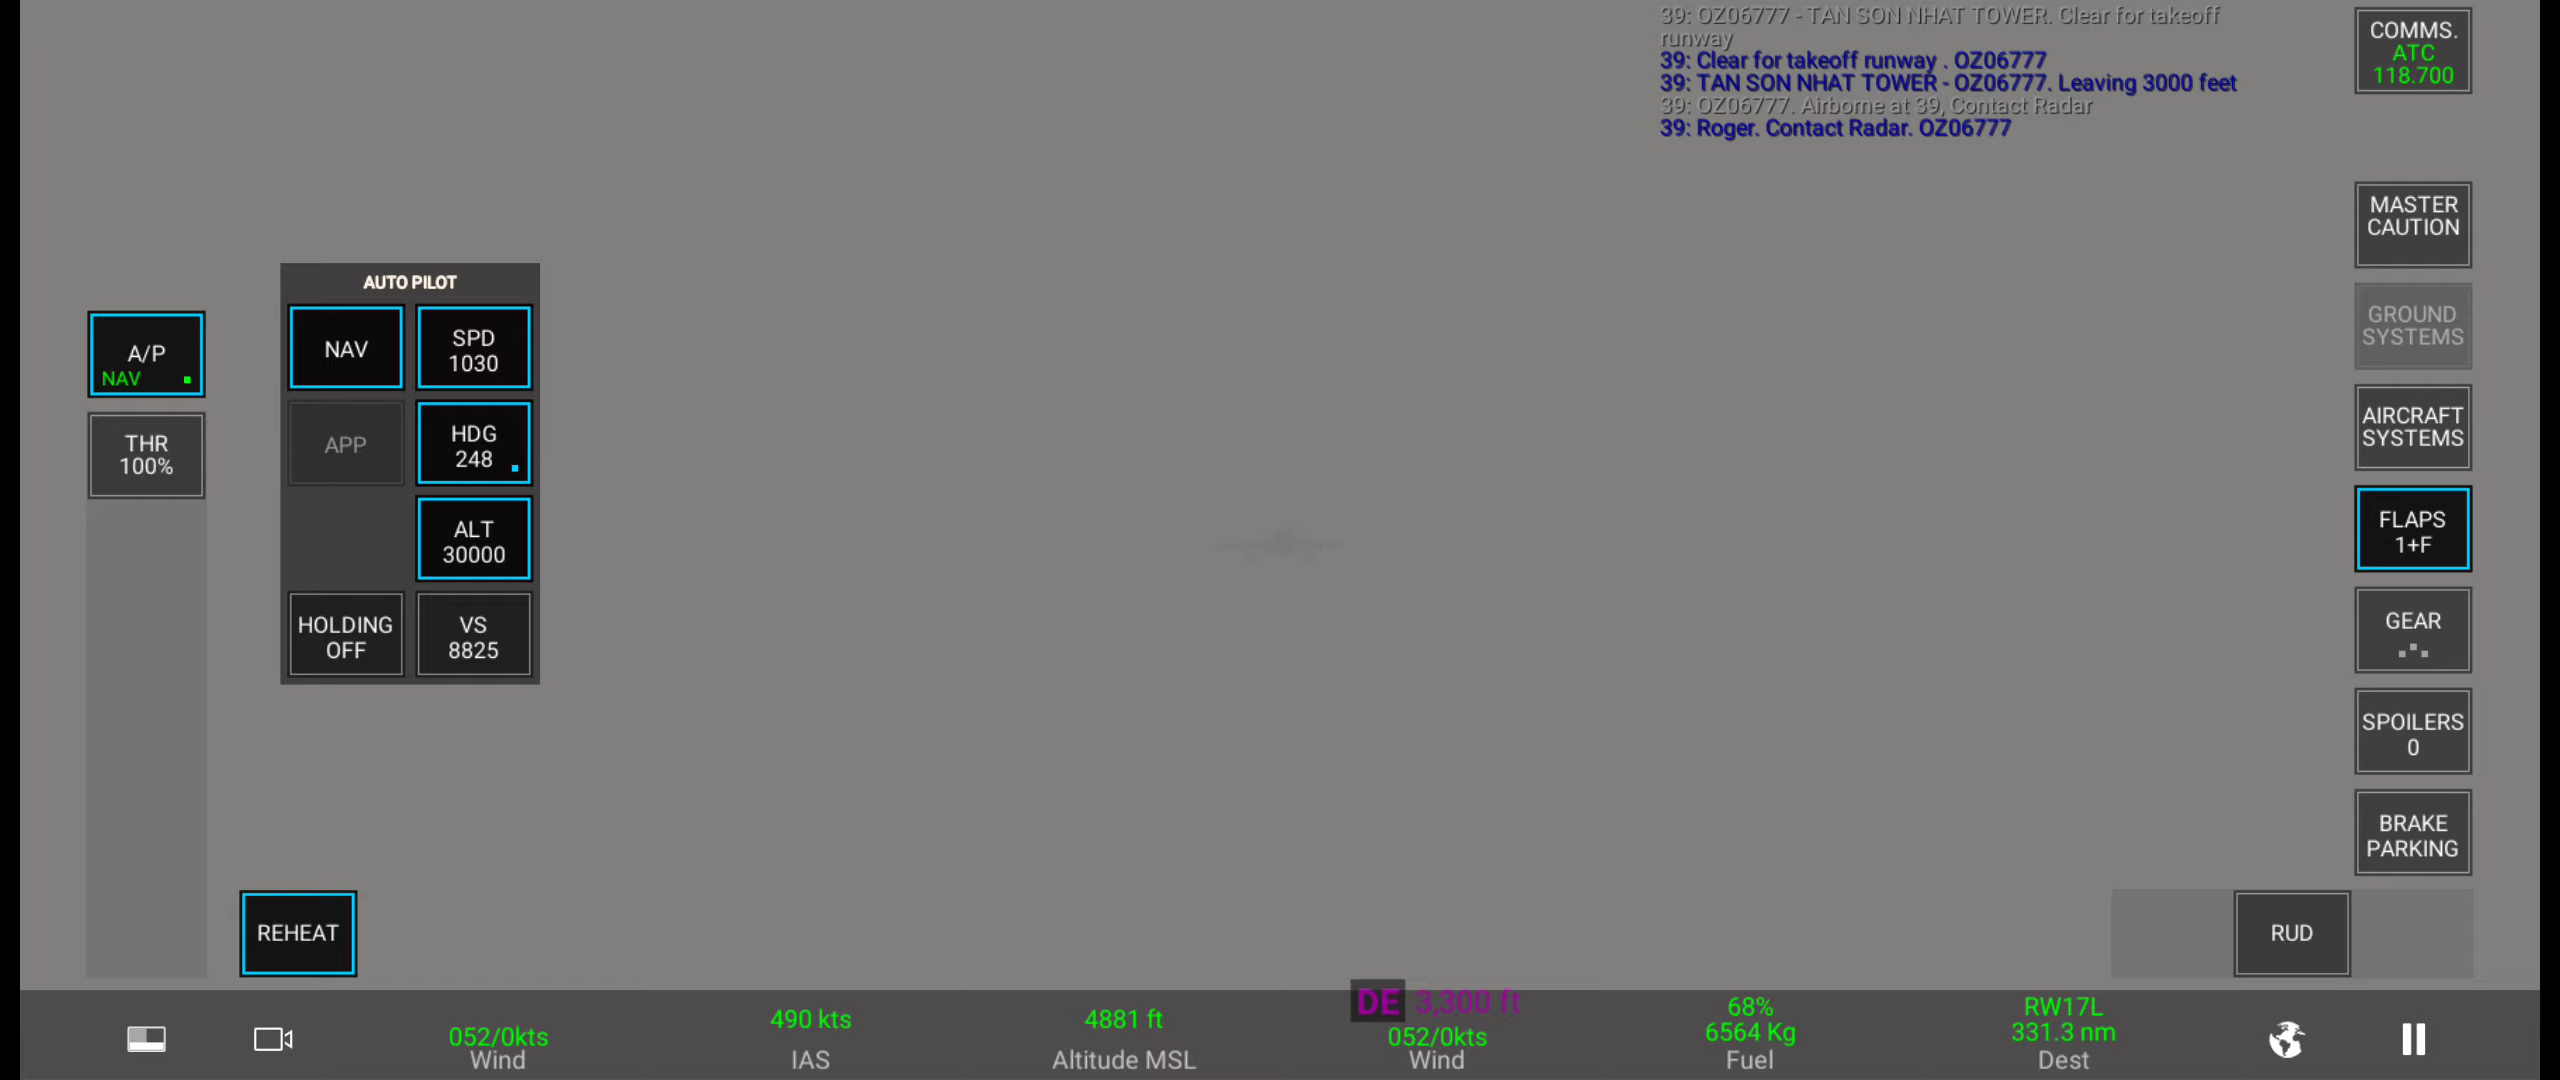 39: OZ06777 - TAN SON NHAT TOWER. Clear for takeoff
runway
39: Clear for takeoff runway . OZ06777
39: TAN SON NHAT TOWER - OZ06777. Leaving 3000 feet
39: OZ06777. Airborne at 39, Contact Radar
39: Roger. Contact Radar. OZ06777
COMMS.
ATC
118.700
MASTER
CAUTION
GROUND
SYSTEMS
AIRCRAFT
SYSTEMS
FLAPS
1+F
GEAR
SPOILERS
0
BRAKE
PARKING
RUD
AUTO PILOT
NAV
SPD
1030
APP
HDG
248
ALT
30000
HOLDING
OFF
VS
8825
A/P
NAV
THR
100%
REHEAT
052/0kts
Wind
490 kts
IAS
4881 ft
Altitude MSL
DE 3,300 ft
052/0kts
Wind
68%
6564 Kg
Fuel
RW17L
331.3 nm
Dest